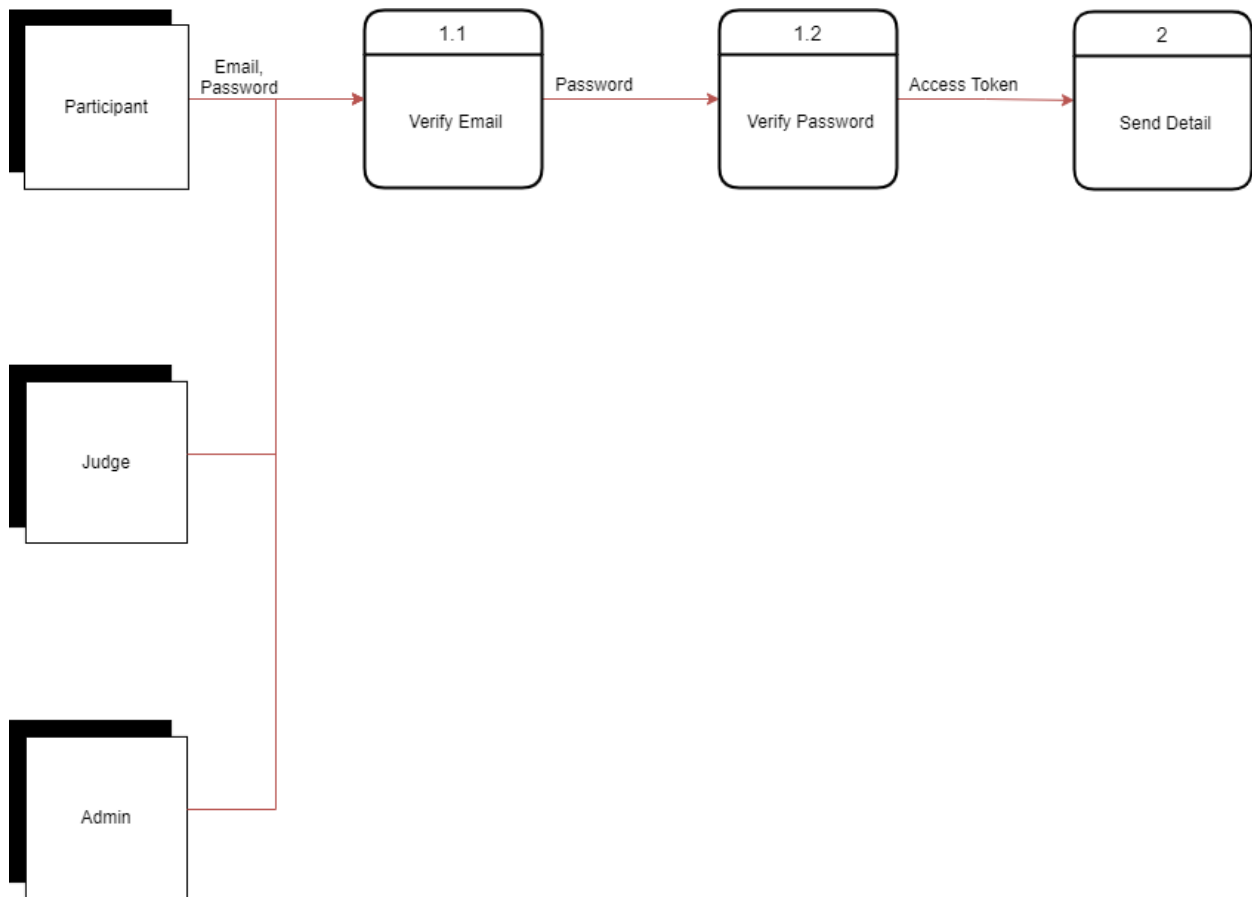 Participant
Email,
Password
1.1
Verify Email
Password
1.2
Verify Password
Access Token
2
Send Detail
Judge
Admin